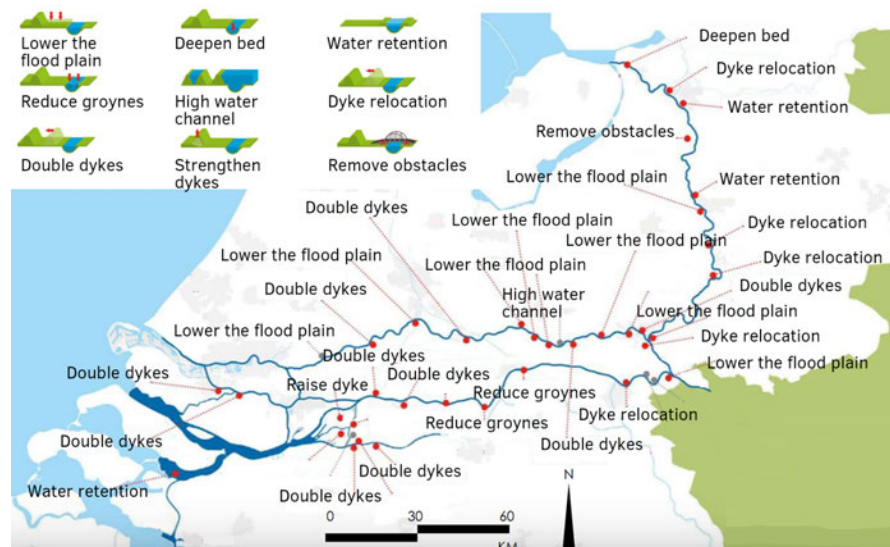 Lower the
flood plain
Deepen bed
Water retention
Reduce groynes
High water
channel
Dyke relocation
Double dykes
Strengthen
dykes
Remove obstacles
Deepen bed
Dyke relocation
Water retention
Remove obstacles
Lower the flood plain
Water retention
Double dykes
Lower the flood plain
Dyke relocation
Lower the flood plain
Lower the flood plain
Lower the flood plain
Dyke relocation
Double dykes
High water
channel
Double dykes
Lower the flood plain
Lower the flood plain
Double dykes
Dyke relocation
Double dykes
Raise dyke
Double dykes
Reduce groynes
Lower the flood plain
Double dykes
Reduce groynes
Dyke relocation
Double dykes
Double dykes
Water retention
Double dykes
N
0
30
60
KM